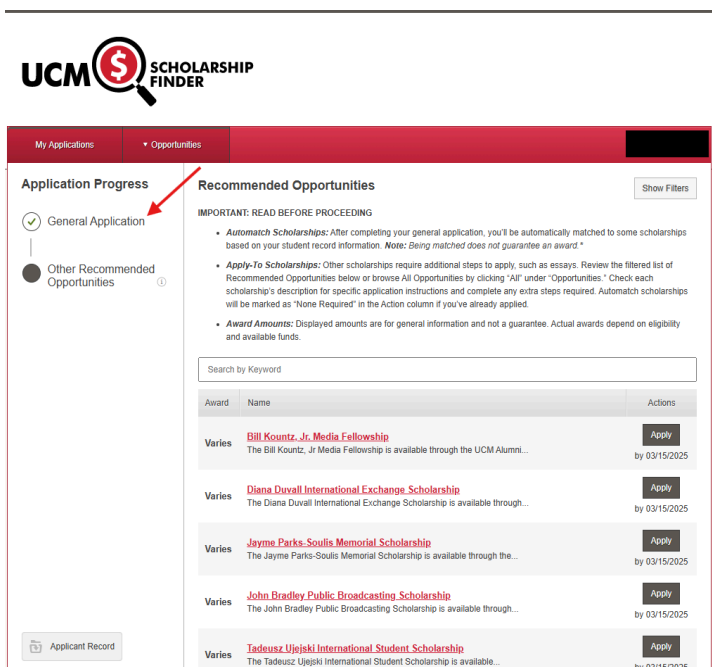 UCM $ SCHOLARSHIP
FINDER
My Applications ▾ Opportunities
Application Progress
General Application
Other Recommended
Opportunities
Applicant Record
Recommended Opportunities
Show Filters
IMPORTANT: READ BEFORE PROCEEDING
• Automatch Scholarships: After completing your general application, you'll be automatically matched to some scholarships
based on your student record information. Note: Being matched does not guarantee an award.*
• Apply-To Scholarships: Other scholarships require additional steps to apply, such as essays. Review the filtered list of
Recommended Opportunities below or browse All Opportunities by clicking "All" under "Opportunities." Check each
scholarship's description for specific application instructions and complete any extra steps required. Automatch scholarships
will be marked as "None Required" in the Action column if you've already applied.
• Award Amounts: Displayed amounts are for general information and not a guarantee. Actual awards depend on eligibility
and available funds.
Search by Keyword
Award Name Actions
Varies Bill Kountz, Jr. Media Fellowship Apply
The Bill Kountz, Jr Media Fellowship is available through the UCM Alumni... by 03/15/2025
Varies Diana Duvall International Exchange Scholarship Apply
The Diana Duvall International Exchange Scholarship is available through... by 03/15/2025
Varies Jayme Parks-Soulis Memorial Scholarship Apply
The Jayme Parks-Soulis Memorial Scholarship is available through the... by 03/15/2025
Varies John Bradley Public Broadcasting Scholarship Apply
The John Bradley Public Broadcasting Scholarship is available through... by 03/15/2025
Varies Tadeusz Ujejski International Student Scholarship Apply
The Tadeusz Ujejski International Student Scholarship is available... by 03/15/2025